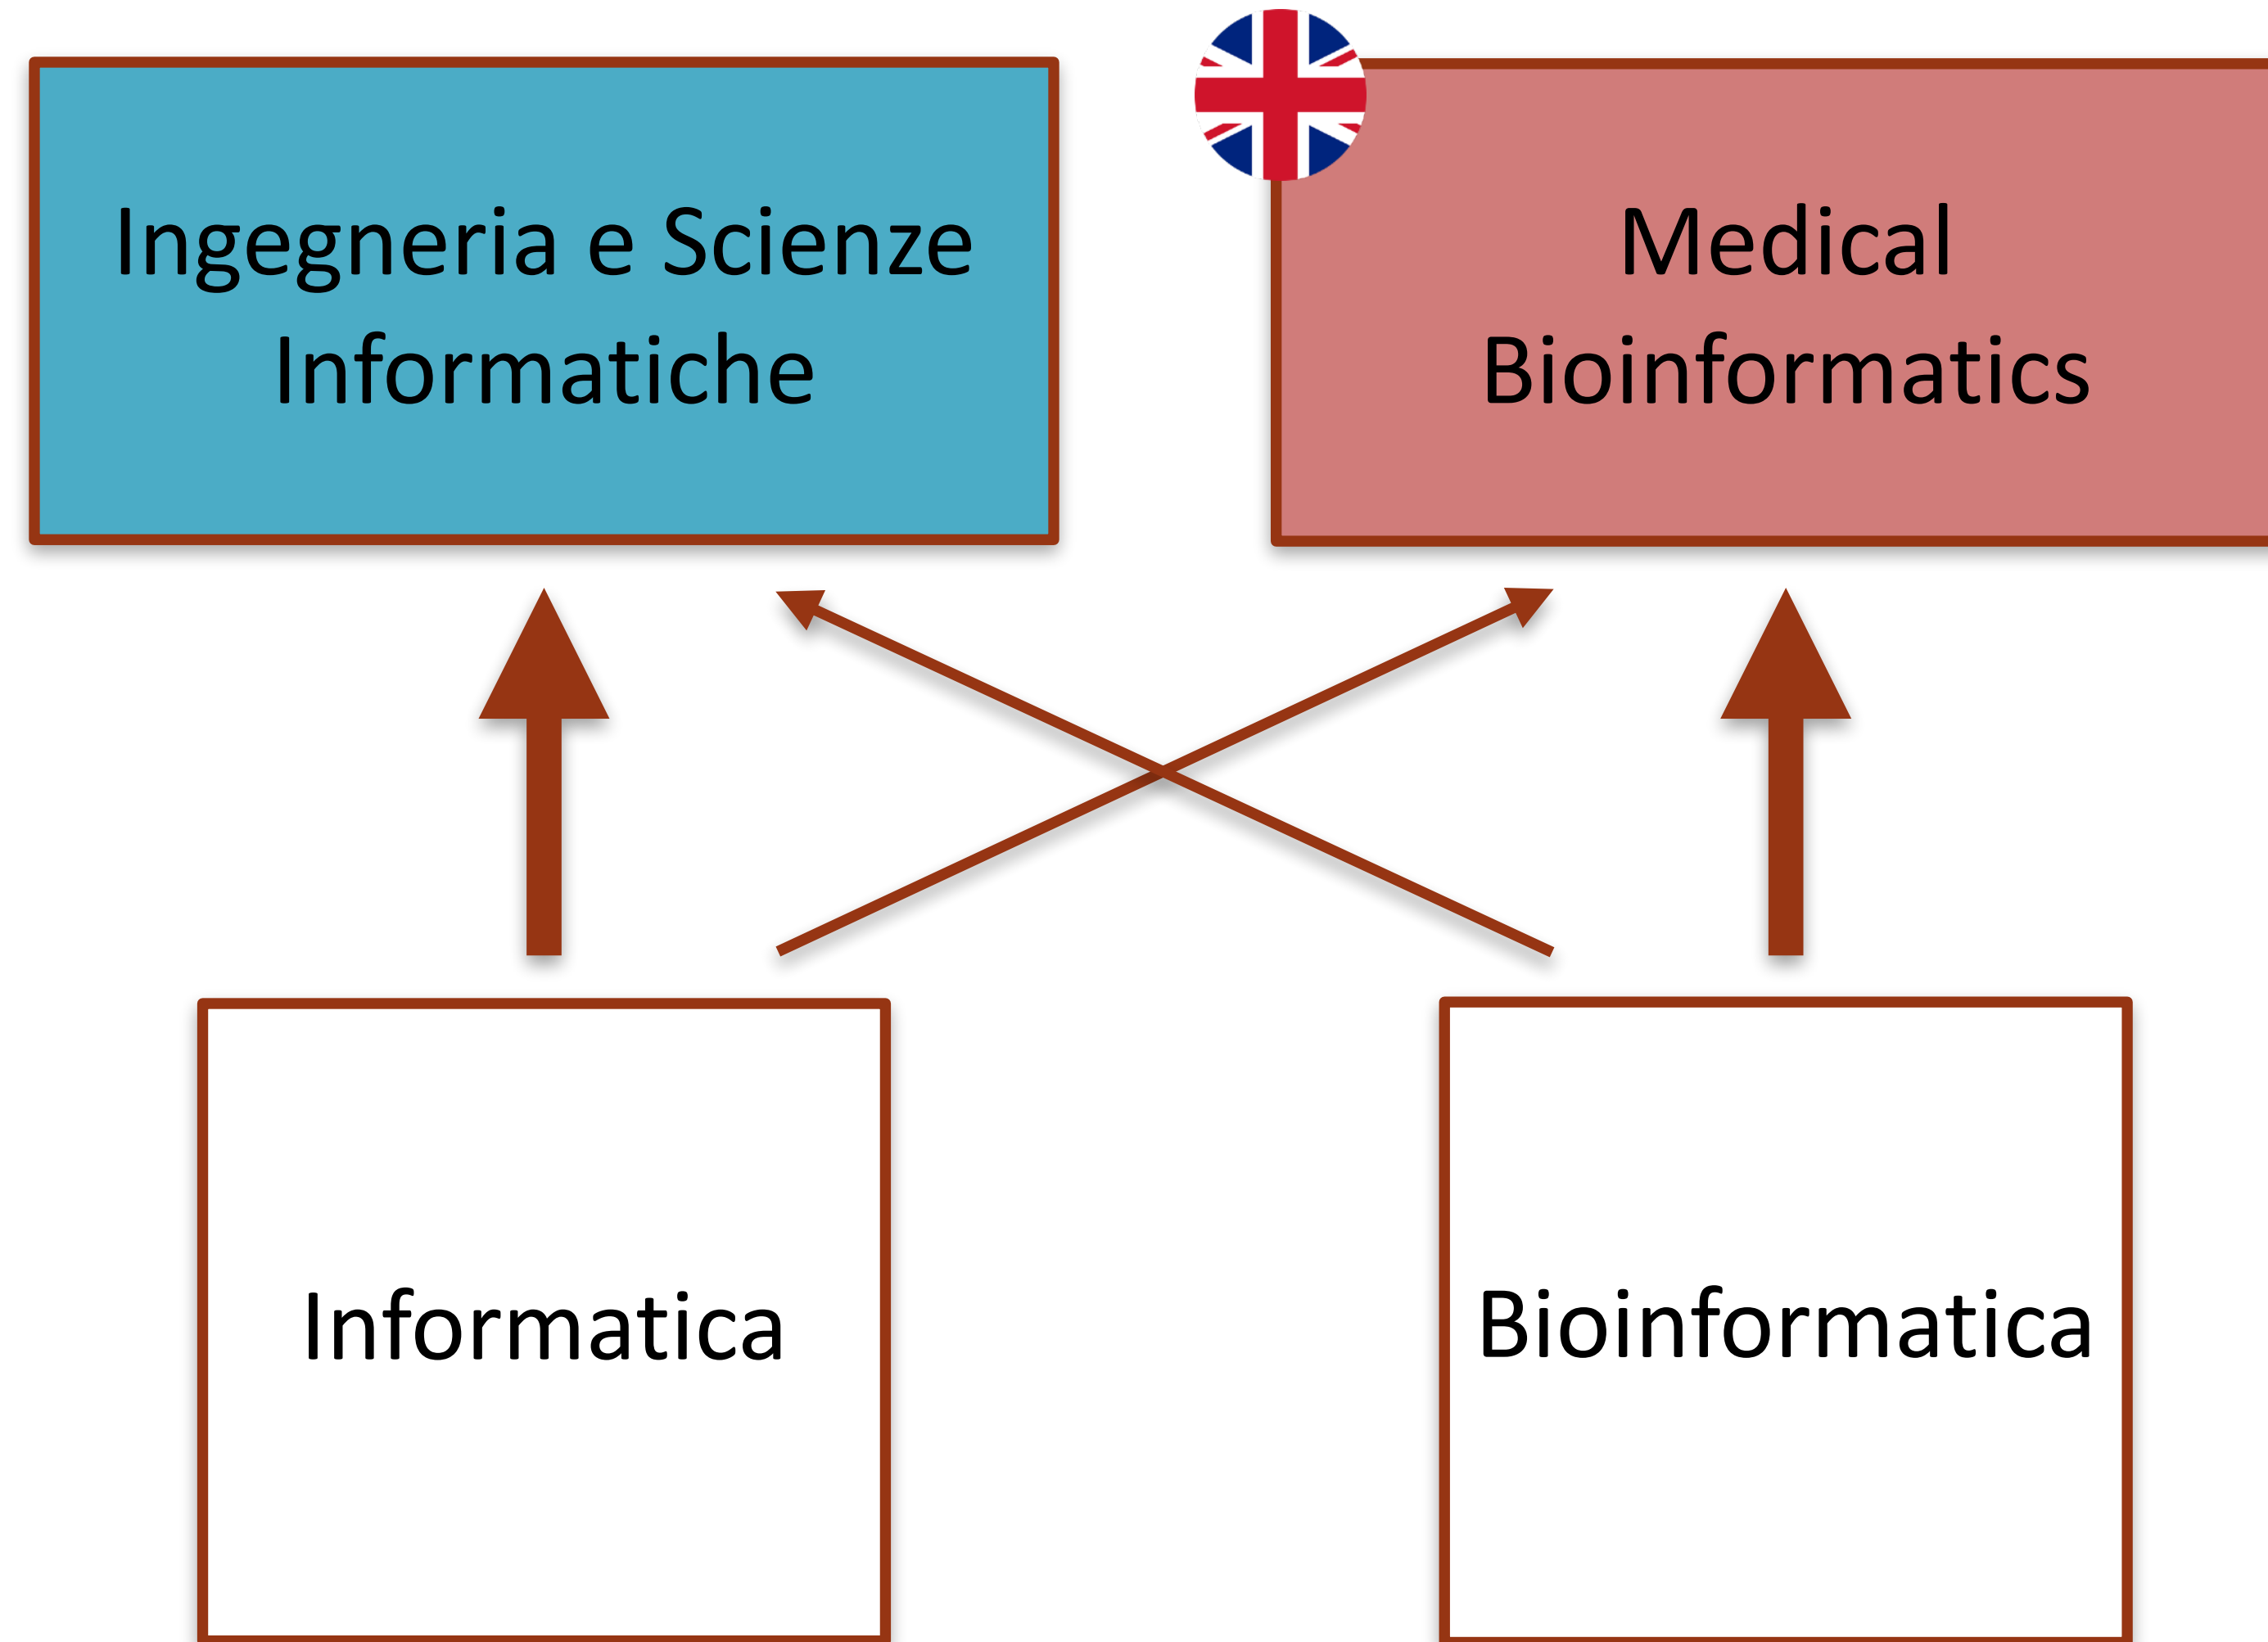 Ingegneria e Scienze
Informatiche
Medical
Bioinformatics
Informatica
Bioinformatica